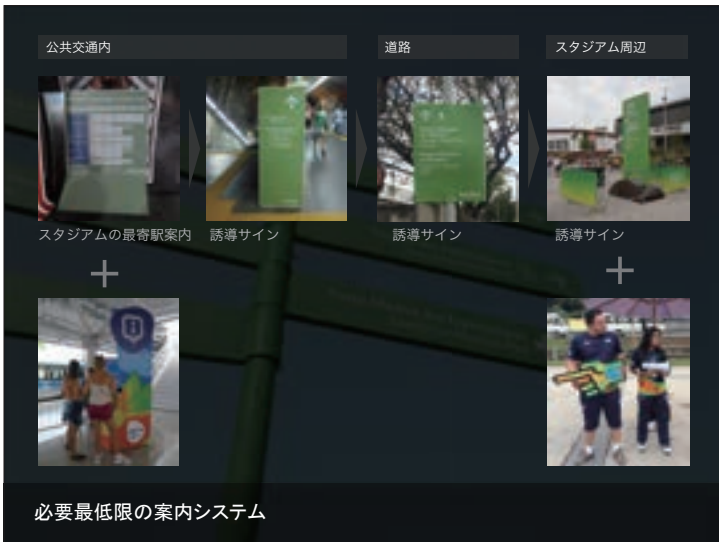 公共交通内
道路
スタジアム周辺
スタジアムの最寄駅案内
誘導サイン
誘導サイン
誘導サイン
必要最低限の案内システム